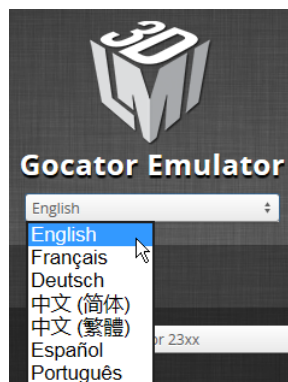 3D
LMI
Gocator Emulator
English
English
Français
Deutsch
中文 (简体)
中文 (繁體)
Español
Português
or 23xx